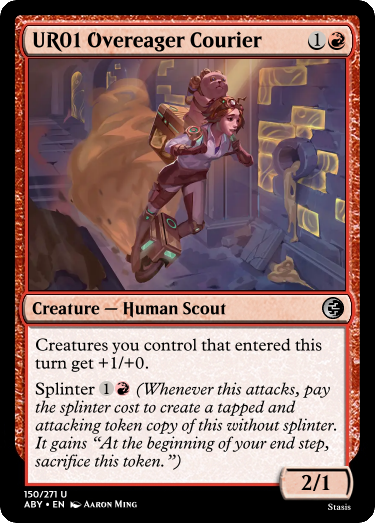 UR01 Overeager Courier 1
Creature — Human Scout
Creatures you control that entered this
turn get +1/+0.
Splinter 1 (Whenever this attacks, pay
the splinter cost to create a tapped and
attacking token copy of this without splinter.
It gains “At the beginning of your end step,
sacrifice this token.”)
2/1
150/271 U
ABY • EN Aaron Ming
Stasis